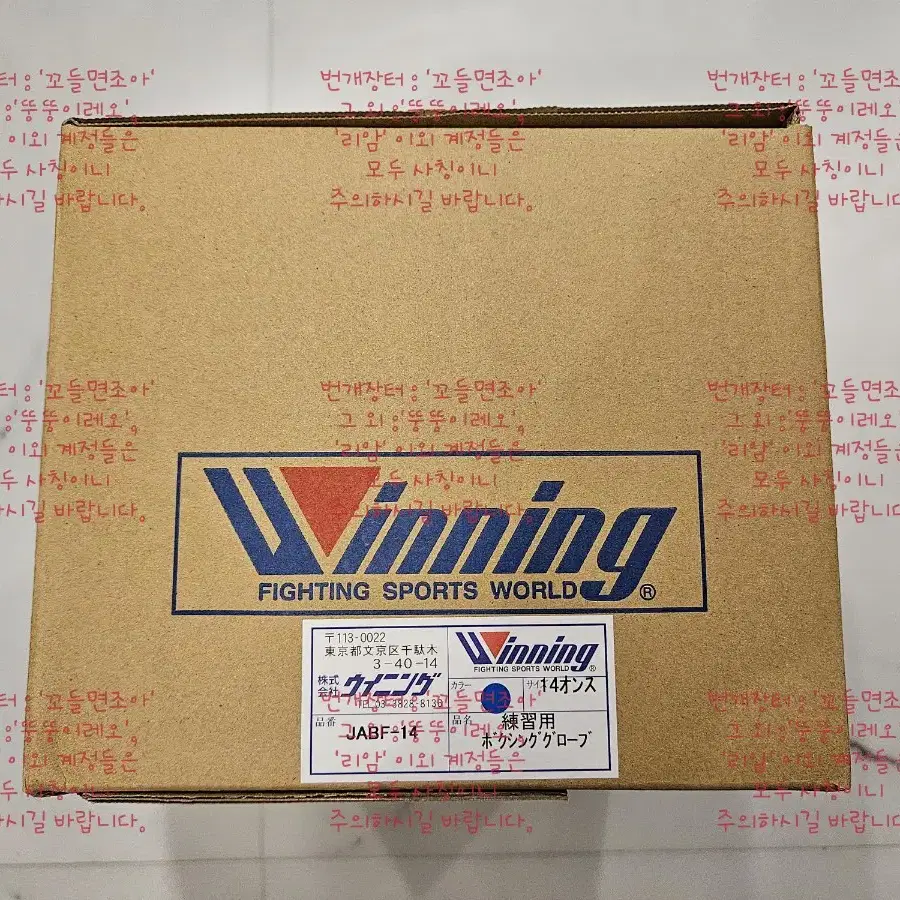 번개장터 : '꼬들면조아'
그 외 : '뚱뚱이레오',
'리암' 이외 계정들은
모두 사칭이니
주의하시길 바랍니다.
Winning
FIGHTING SPORTS WORLD ®
〒113-0022
東京都文京区千駄木
3-40-14
株式会社 ウイニング
TEL 03-3828-8136
Winning
FIGHTING SPORTS WORLD ®
カラー
サイズ 14オンス
品番 JABF-14
品名 練習用
ボクシンググローブ